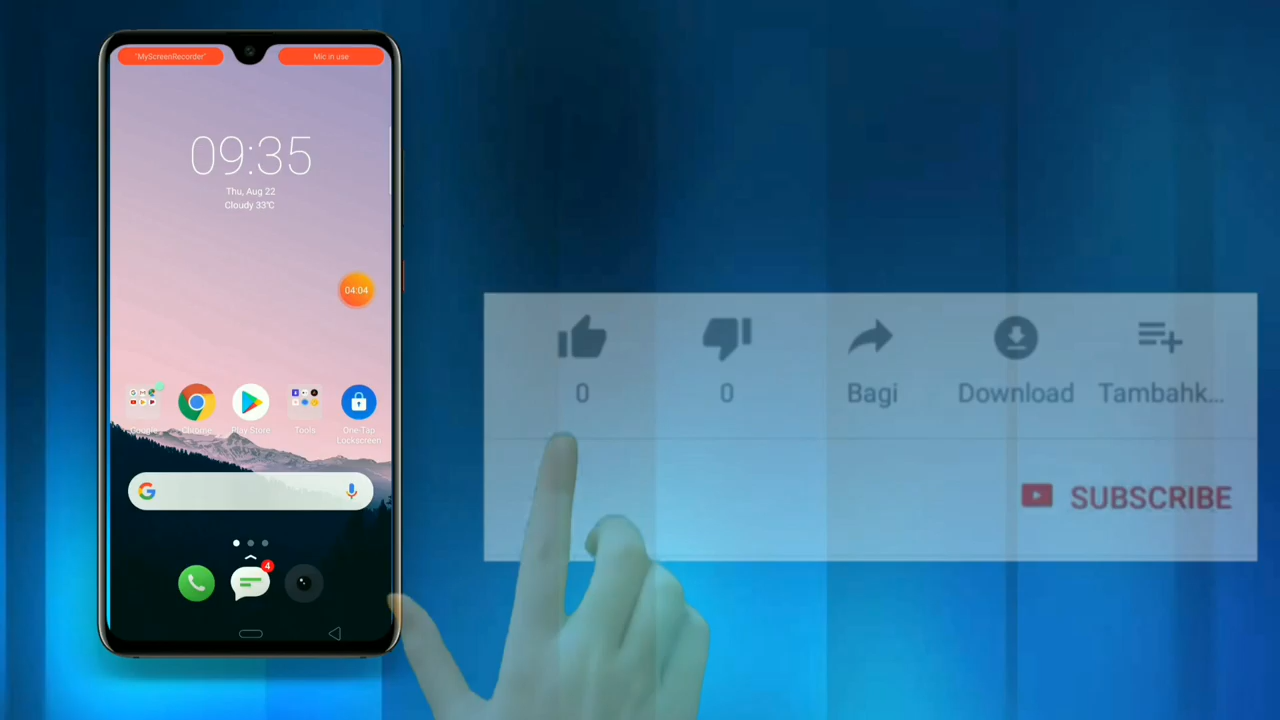 "MyScreenRecorder"
Mic in use
09:35
Thu, Aug 22
Cloudy 33℃
04:04
Google
Chrome
Play Store
Tools
One-Tap
Lockscreen
4
0
0
Bagi
Download
Tambahk...
SUBSCRIBE